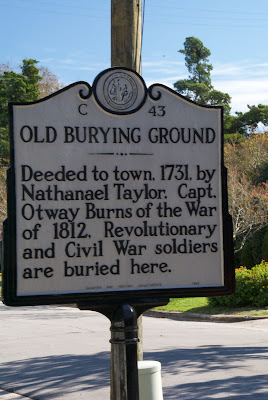 C 43
OLD BURYING GROUND
Deeded to town, 1731, by
Nathanael Taylor. Capt.
Otway Burns of the War
of 1812, Revolutionary
and Civil War soldiers
are buried here.